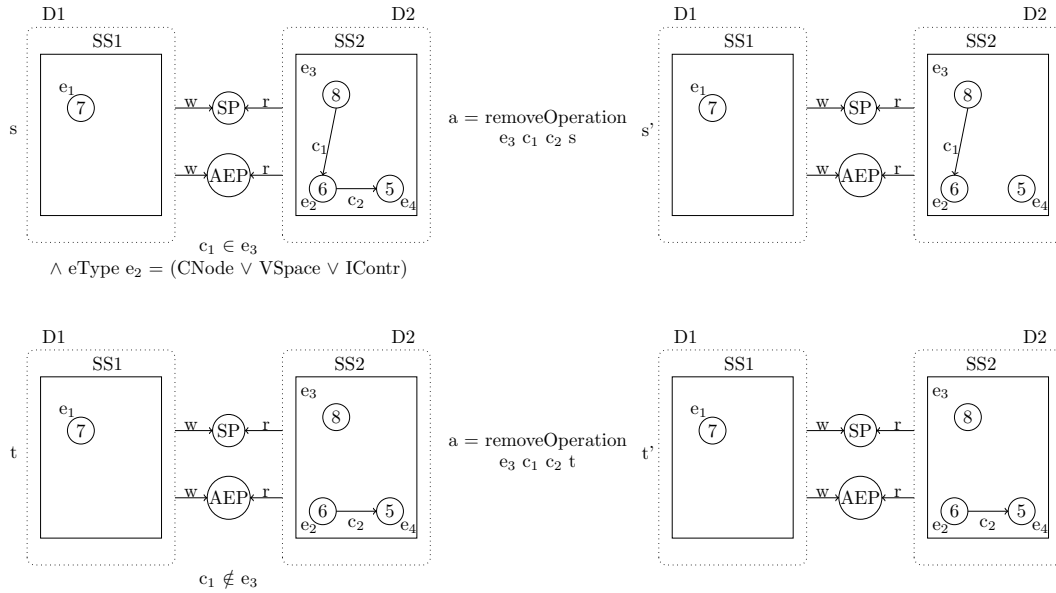 D1
D2
D1
D2
SS1
SS2
SS1
SS2
e3
e3
e1
7
8
e1
7
8
w
SP
r
w
SP
r
a = removeOperation
e3 c1 c2 s
s
s'
c1
c1
w
AEP
r
w
AEP
r
6
5
6
5
e2
c2
e4
e2
e4
c1 ∈ e3
∧ eType e2 = (CNode ∨ VSpace ∨ IContr)
D1
D2
D1
D2
SS1
SS2
SS1
SS2
e3
e3
e1
7
8
e1
7
8
w
SP
r
w
SP
r
a = removeOperation
e3 c1 c2 t
t
t'
w
AEP
r
w
AEP
r
6
5
6
5
e2
c2
e4
e2
c2
e4
c1 ∉ e3